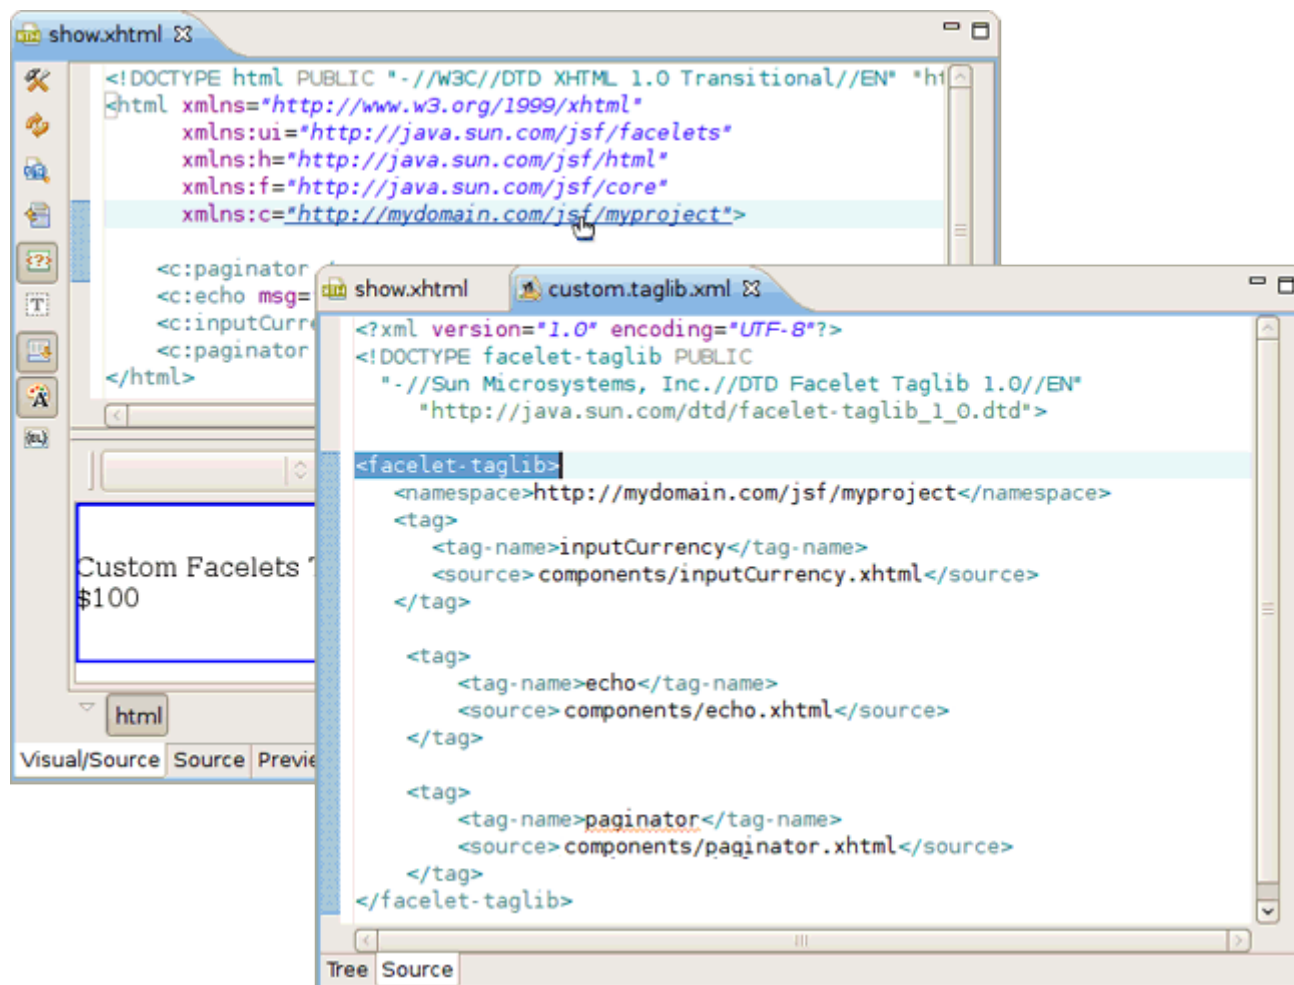 show.xhtml
<!DOCTYPE html PUBLIC "-//W3C//DTD XHTML 1.0 Transitional//EN"
<html xmlns="http://www.w3.org/1999/xhtml"
xmlns:ui="http://java.sun.com/jsf/facelets"
xmlns:h="http://java.sun.com/jsf/html"
xmlns:f="http://java.sun.com/jsf/core"
xmlns:c="http://mydomain.com/jsf/myproject">
<c:paginator
<c:echo msg=
<c:paginator
</html>
Custom Facelets
$100
html
Visual/Source Source
show.xhtml custom.taglib.xml
<?xml version="1.0" encoding="UTF-8"?>
<!DOCTYPE facelet-taglib PUBLIC
"-//Sun Microsystems, Inc.//DTD Facelet Taglib 1.0//EN"
"http://java.sun.com/dtd/facelet-taglib_1_0.dtd">
<facelet-taglib>
<namespace>http://mydomain.com/jsf/myproject</namespace>
<tag>
<tag-name>inputCurrency</tag-name>
<source>components/inputCurrency.xhtml</source>
</tag>
<tag>
<tag-name>echo</tag-name>
<source>components/echo.xhtml</source>
</tag>
<tag>
<tag-name>paginator</tag-name>
<source>components/paginator.xhtml</source>
</tag>
</facelet-taglib>
Tree Source